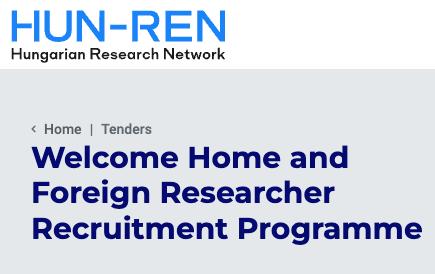 HUN-REN
Hungarian Research Network
< Home | Tenders
Welcome Home and
Foreign Researcher
Recruitment Programme